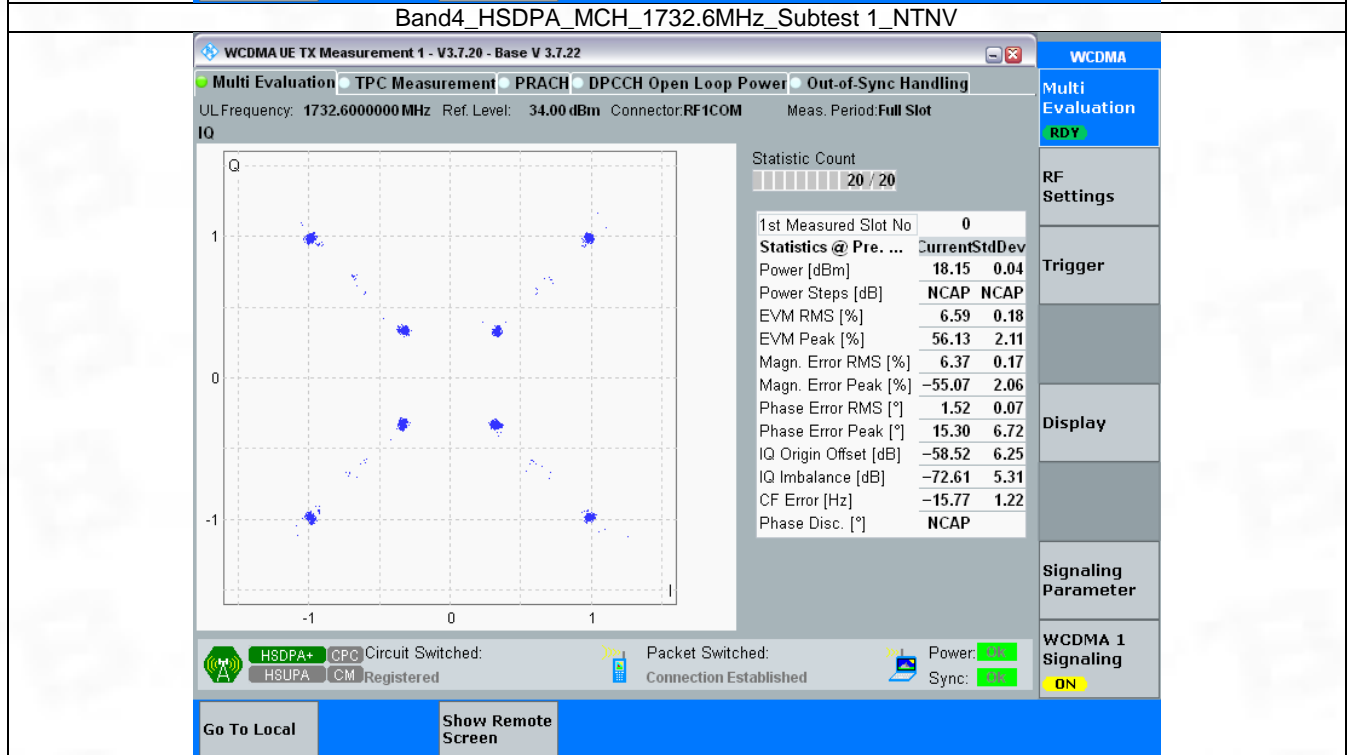 Band4_HSDPA_MCH_1732.6MHz_Subtest 1_NTNV
WCDMA UE TX Measurement 1 - V3.7.20 - Base V 3.7.22
WCDMA
Multi Evaluation TPC Measurement PRACH DPCCH Open Loop Power Out-of-Sync Handling
Multi
Evaluation
RDY
UL Frequency: 1732.6000000 MHz Ref. Level: 34.00 dBm Connector:RF1COM Meas. Period:Full Slot
IQ
Q
1
0
-1
I
-1 0 1
Statistic Count
20 / 20
1st Measured Slot No 0
Statistics @ Pre. ... Current StdDev
Power [dBm] 18.15 0.04
Power Steps [dB] NCAP NCAP
EVM RMS [%] 6.59 0.18
EVM Peak [%] 56.13 2.11
Magn. Error RMS [%] 6.37 0.17
Magn. Error Peak [%] −55.07 2.06
Phase Error RMS [°] 1.52 0.07
Phase Error Peak [°] 15.30 6.72
IQ Origin Offset [dB] −58.52 6.25
IQ Imbalance [dB] −72.61 5.31
CF Error [Hz] −15.77 1.22
Phase Disc. [°] NCAP
RF
Settings
Trigger
Display
Signaling
Parameter
WCDMA 1
Signaling
ON
HSDPA+ CPC Circuit Switched: Packet Switched: Power: OK
HSUPA CM Registered Connection Established Sync: OK
Go To Local
Show Remote
Screen